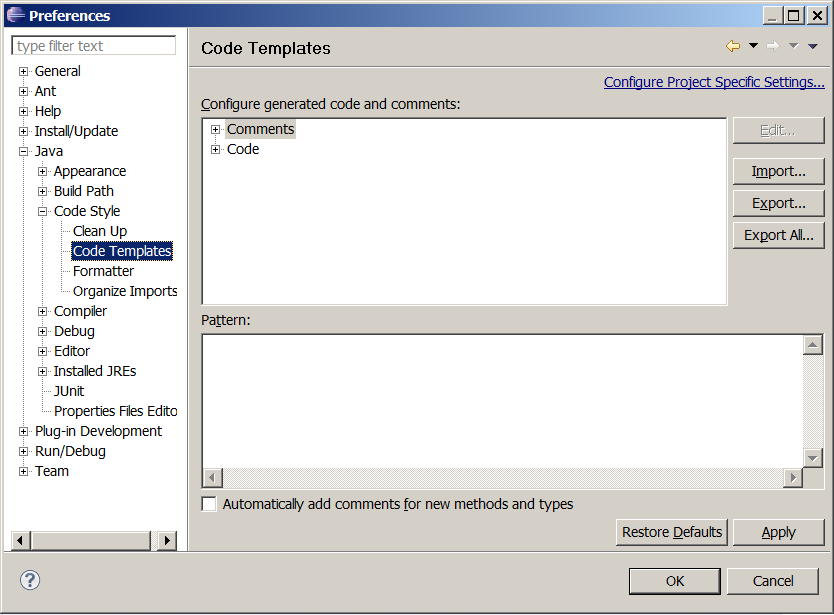 Preferences
type filter text
General
Ant
Help
Install/Update
Java
Appearance
Build Path
Code Style
Clean Up
Code Templates
Formatter
Organize Imports
Compiler
Debug
Editor
Installed JREs
JUnit
Properties Files Edito
Plug-in Development
Run/Debug
Team
Code Templates
Configure Project Specific Settings...
Configure generated code and comments:
Comments
Code
Edit...
Import...
Export...
Export All...
Pattern:
Automatically add comments for new methods and types
Restore Defaults
Apply
?
OK
Cancel